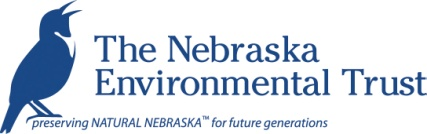 The Nebraska
Environmental Trust
preserving NATURAL NEBRASKA™ for future generations